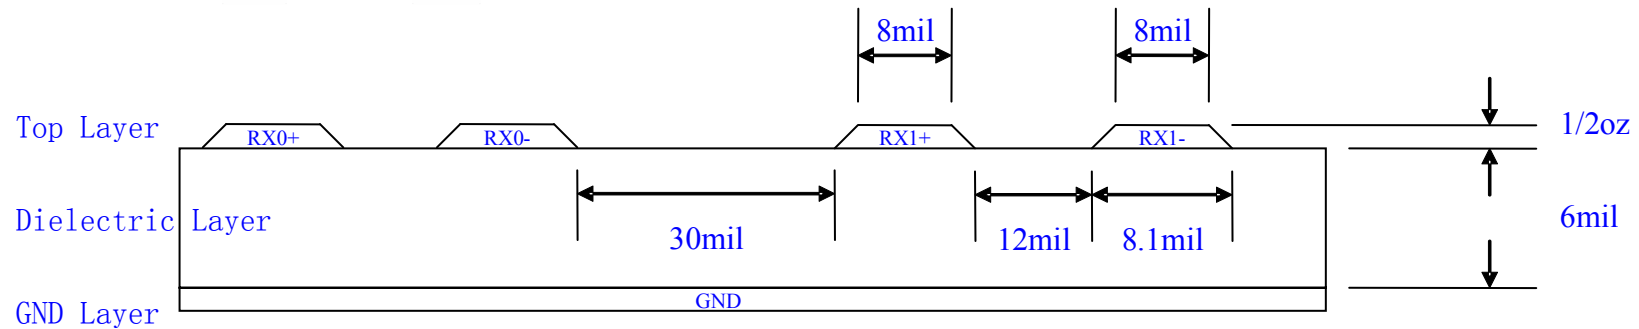 8mil
8mil
Top Layer
RX0+
RX0-
RX1+
RX1-
1/2oz
Dielectric Layer
30mil
12mil
8.1mil
6mil
GND Layer
GND